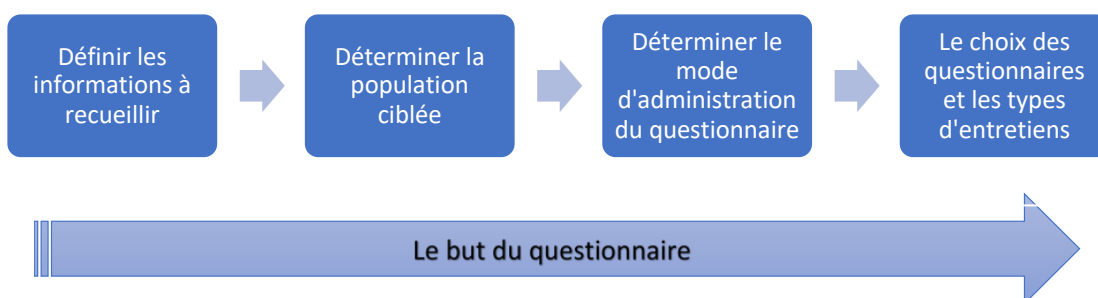 Définir les
informations à
recueillir
Déterminer la
population
ciblée
Déterminer le
mode
d'administration
du questionnaire
Le choix des
questionnaires
et les types
d'entretiens
Le but du questionnaire